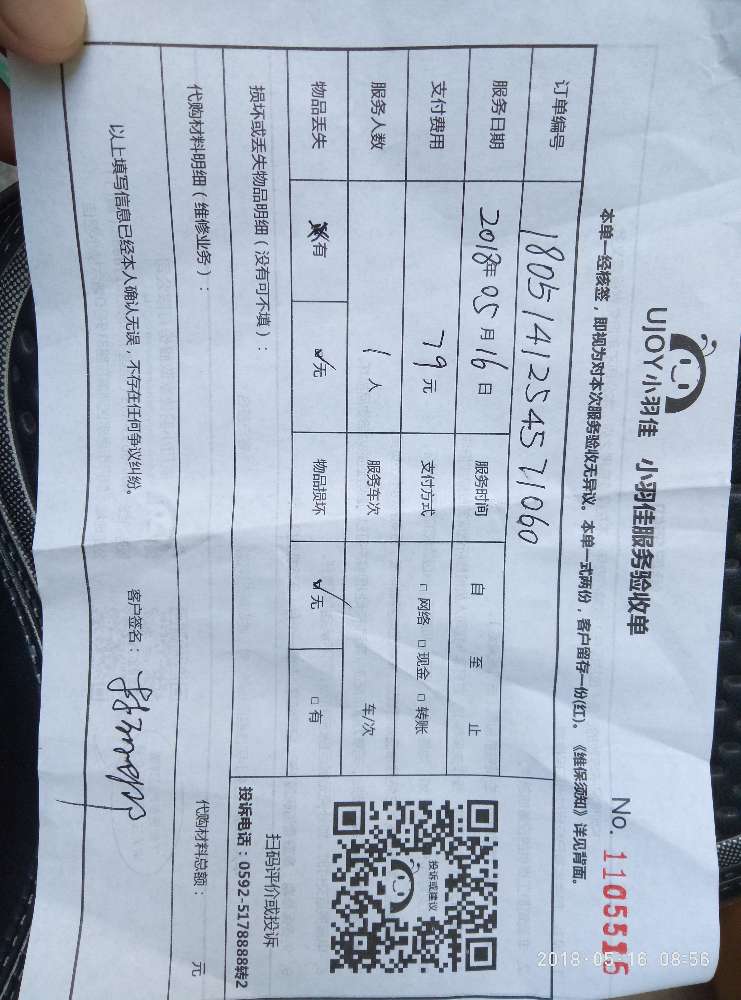 UJOY小羽佳 小羽佳服务验收单
No. 1105515
本单一经核签，即视为对本次服务验收无异议。本单一式两份，客户留存一份(红)。《维保须知》详见背面。
订单编号 1805141254571060
服务日期 2018年05月16日 服务时间 自 至 止
支付费用 79元 支付方式 □ 网络 □ 现金 □ 转账
服务人数 1人 服务车次 车/次
物品丢失 有 ✓无 物品损坏 ✓无 □ 有
损坏或丢失物品明细（没有可不填）：
投诉或建议
扫码评价或投诉
投诉电话：0592-5178888转2
代购材料明细（维修业务）： 代购材料总额： 元
以上填写信息已经本人确认无误，不存在任何争议纠纷。 客户签名：
2018-05-16 08:56